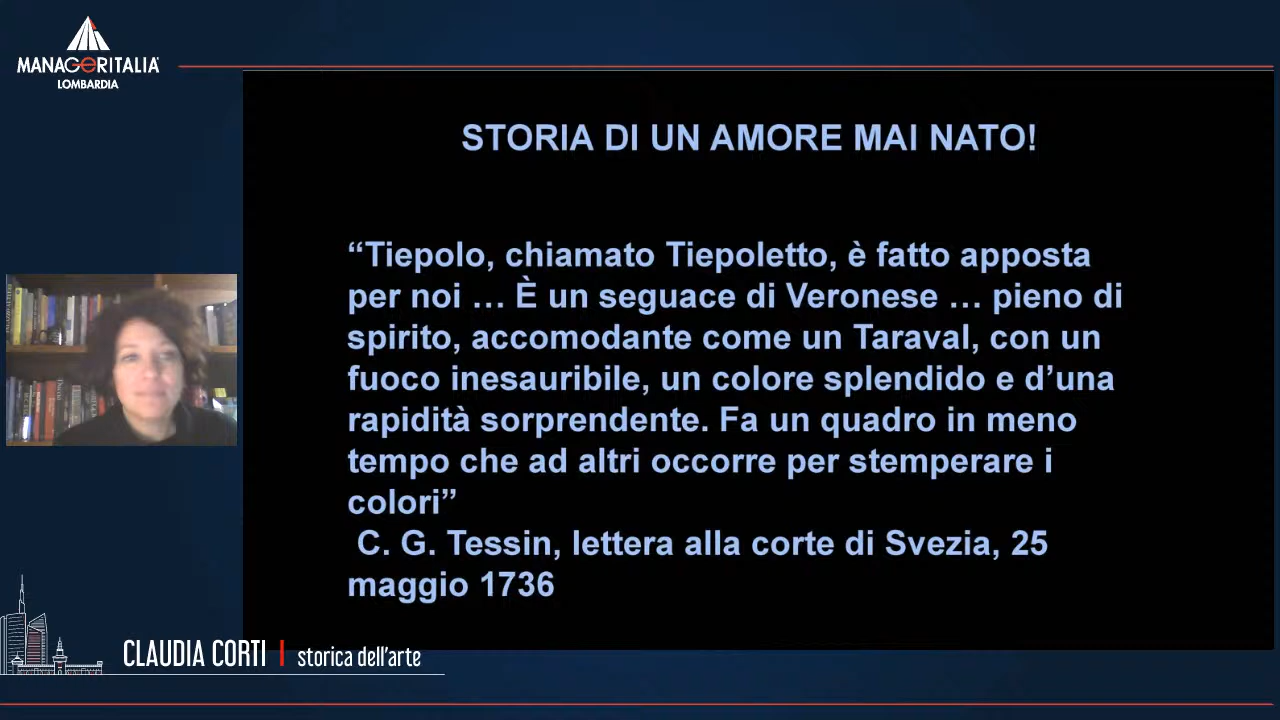 MANAGERITALIA
LOMBARDIA
STORIA DI UN AMORE MAI NATO!
“Tiepolo, chiamato Tiepoletto, è fatto apposta
per noi … È un seguace di Veronese … pieno di
spirito, accomodante come un Taraval, con un
fuoco inesauribile, un colore splendido e d’una
rapidità sorprendente. Fa un quadro in meno
tempo che ad altri occorre per stemperare i
colori”
C. G. Tessin, lettera alla corte di Svezia, 25
maggio 1736
CLAUDIA CORTI | storica dell’arte